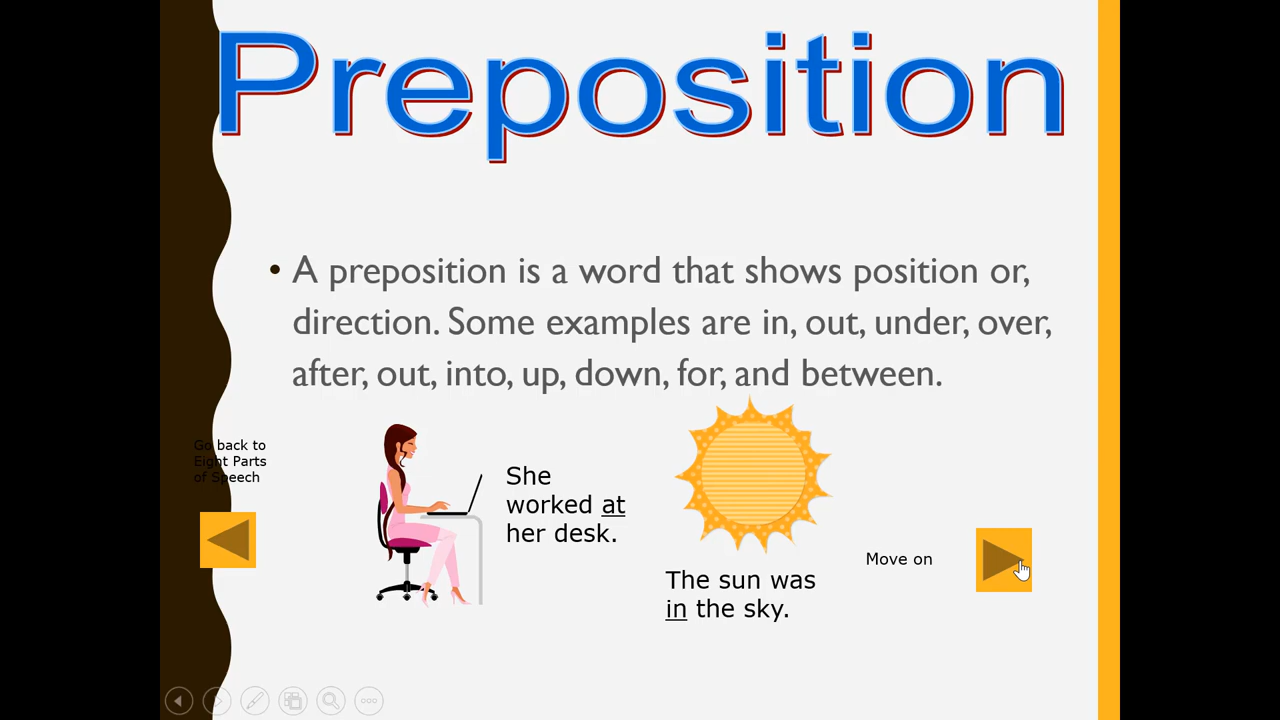 Preposition
• A preposition is a word that shows position or,
direction. Some examples are in, out, under, over,
after, out, into, up, down, for, and between.
Go back to
Eight Parts
of Speech
She
worked at
her desk.
The sun was
in the sky.
Move on